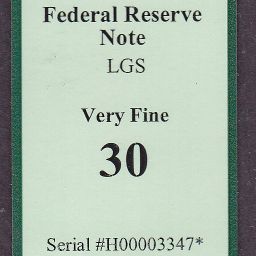 Federal Reserve
Note
LGS
Very Fine
30
Serial #H00003347*